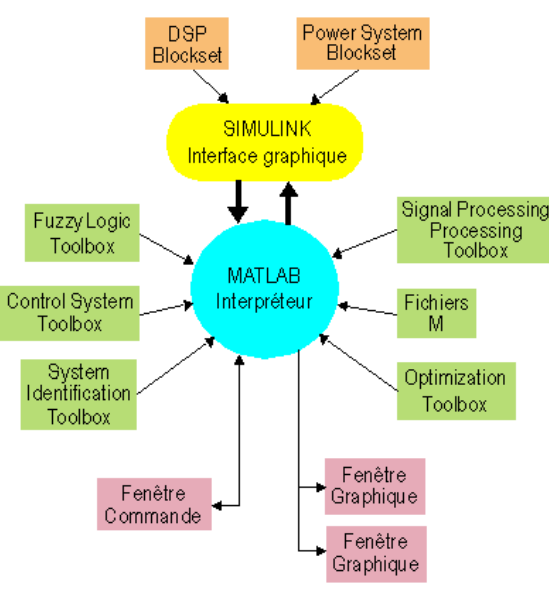 DSP
Blockset
Power System
Blockset
SIMULINK
Interface graphique
Fuzzy Logic
Toolbox
Signal Processing
Processing
Toolbox
MATLAB
Interpréteur
Control System
Toolbox
Fichiers
M
System
Identification
Toolbox
Optimization
Toolbox
Fenêtre
Commande
Fenêtre
Graphique
Fenêtre
Graphique